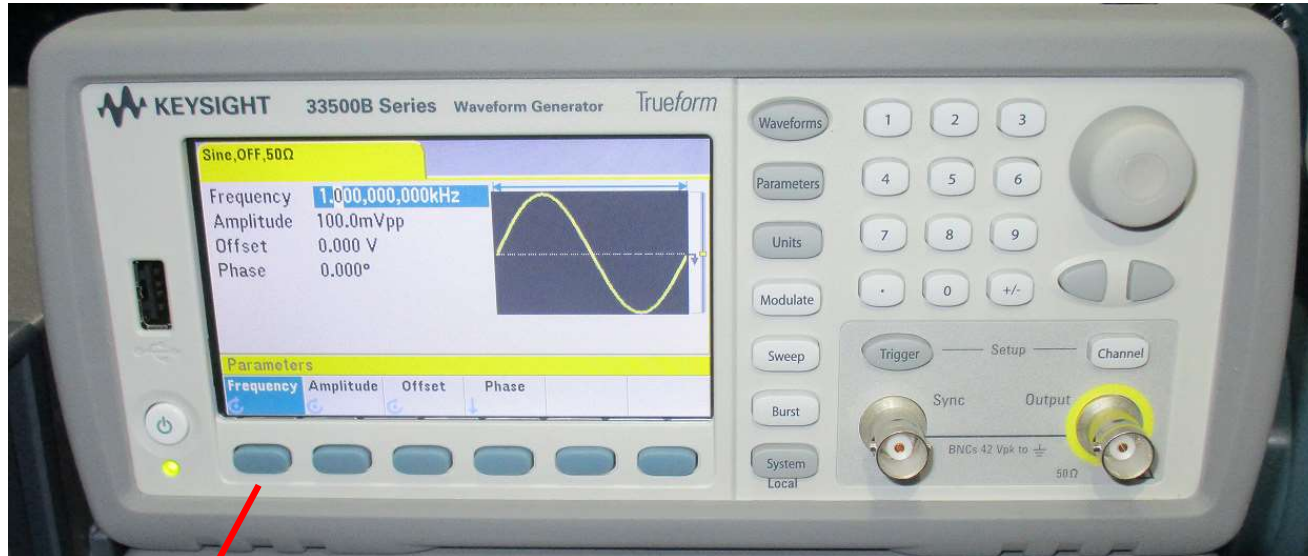 KEYSIGHT 33500B Series Waveform Generator Trueform
Sine,OFF,50Ω
Frequency 1.000,000,000kHz
Amplitude 100.0mVpp
Offset 0.000 V
Phase 0.000°
Parameters
Frequency Amplitude Offset Phase
Waveforms
Parameters
Units
Modulate
Sweep
Burst
System
Local
1 2 3
4 5 6
7 8 9
. 0 +/-
Trigger Setup Channel
Sync Output
BNCs 42 Vpk to
50Ω